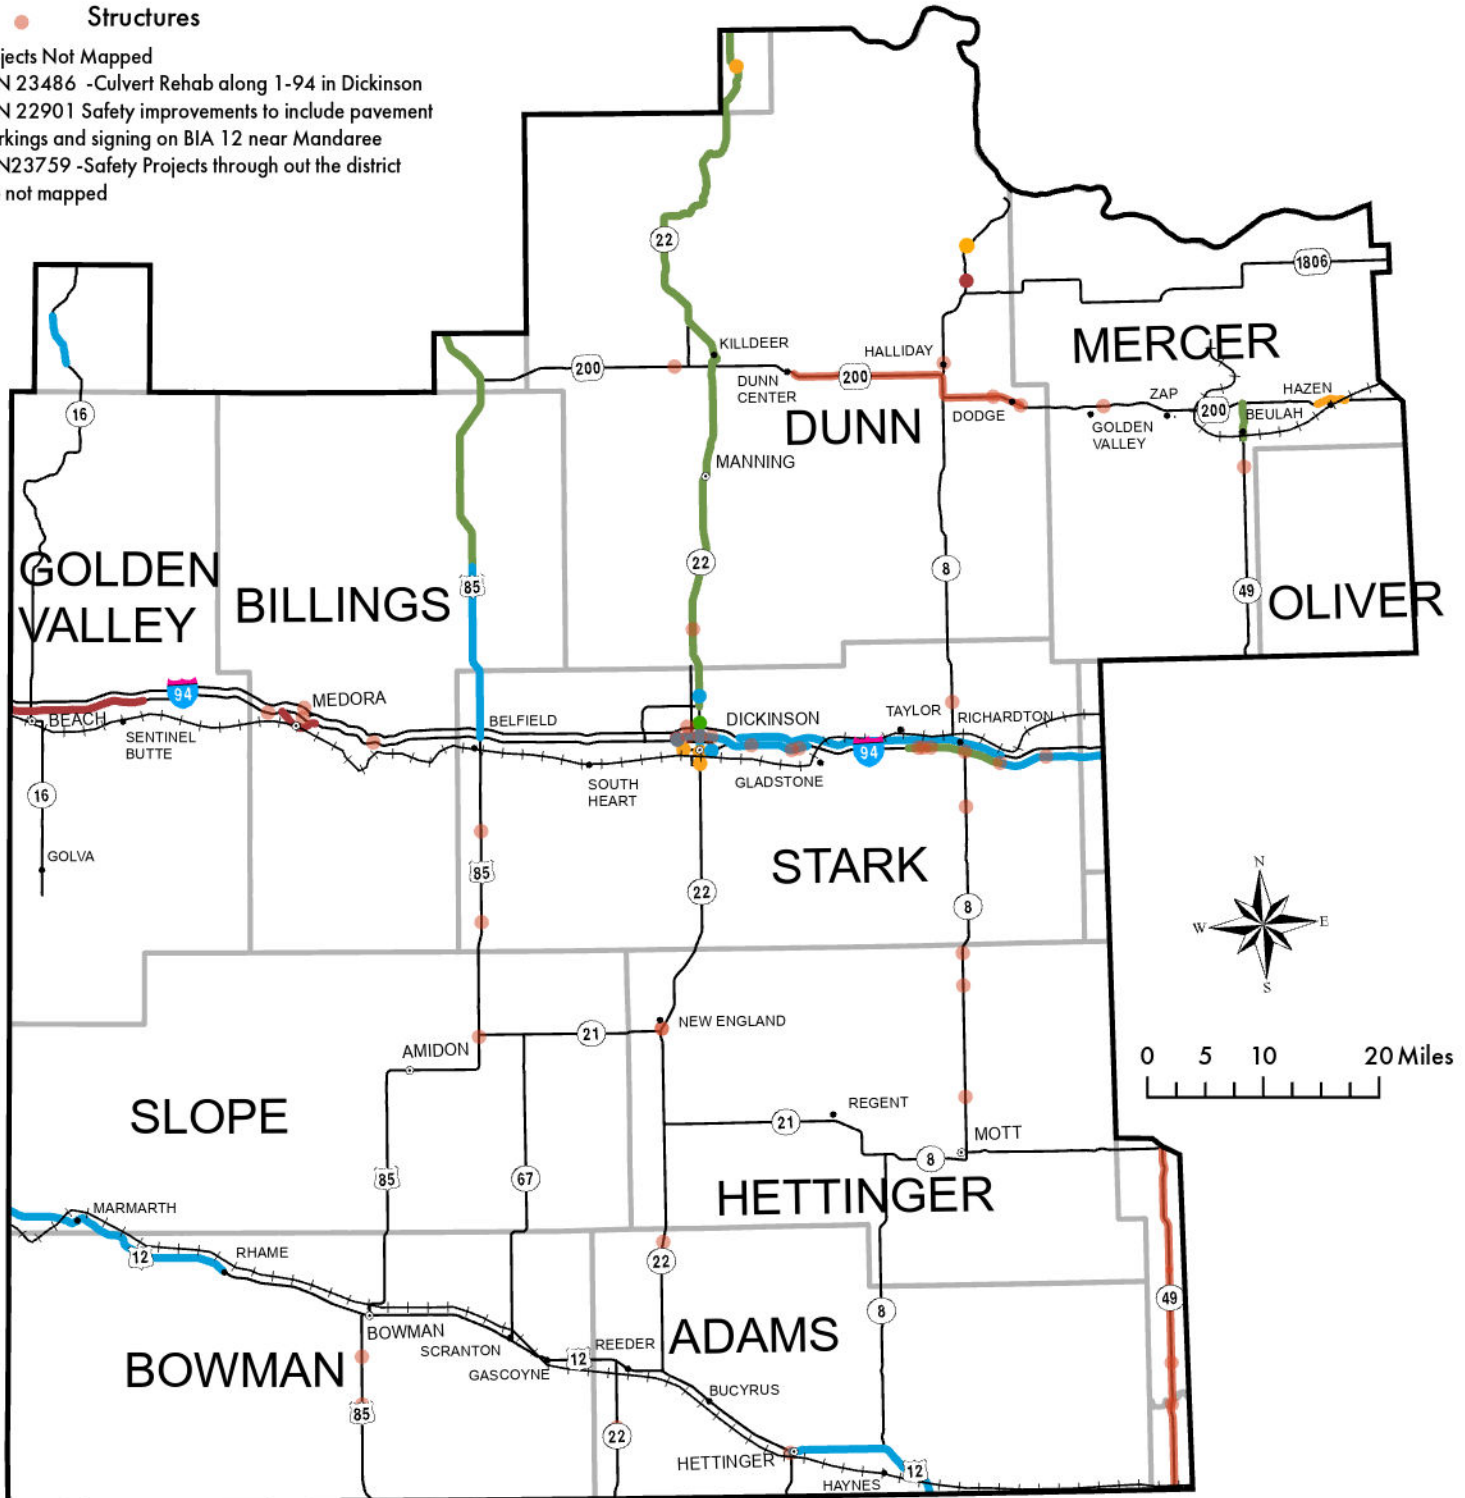 Structures
jects Not Mapped
N 23486 -Culvert Rehab along 1-94 in Dickinson
N 22901 Safety improvements to include pavement
rkings and signing on BIA 12 near Mandaree
N23759 -Safety Projects through out the district
not mapped
22
1806
KILLDEER
HALLIDAY
MERCER
200
DUNN
CENTER
200
ZAP
HAZEN
16
DODGE
200
BEULAH
GOLDEN
VALLEY
DUNN
MANNING
22
8
GOLDEN
VALLEY
BILLINGS
85
49
OLIVER
94
MEDORA
BEACH
SENTINEL
BUTTE
BELFIELD
DICKINSON
TAYLOR
RICHARDTON
94
SOUTH
HEART
GLADSTONE
16
GOLVA
85
STARK
22
8
N
W
E
S
NEW ENGLAND
21
AMIDON
0 5 10 20 Miles
SLOPE
REGENT
21
MOTT
8
85
67
HETTINGER
MARMARTH
12
RHAME
22
49
8
BOWMAN
SCRANTON
REEDER
ADAMS
12
GASCOYNE
BOWMAN
BUCYRUS
85
22
HETTINGER
12
HAYNES